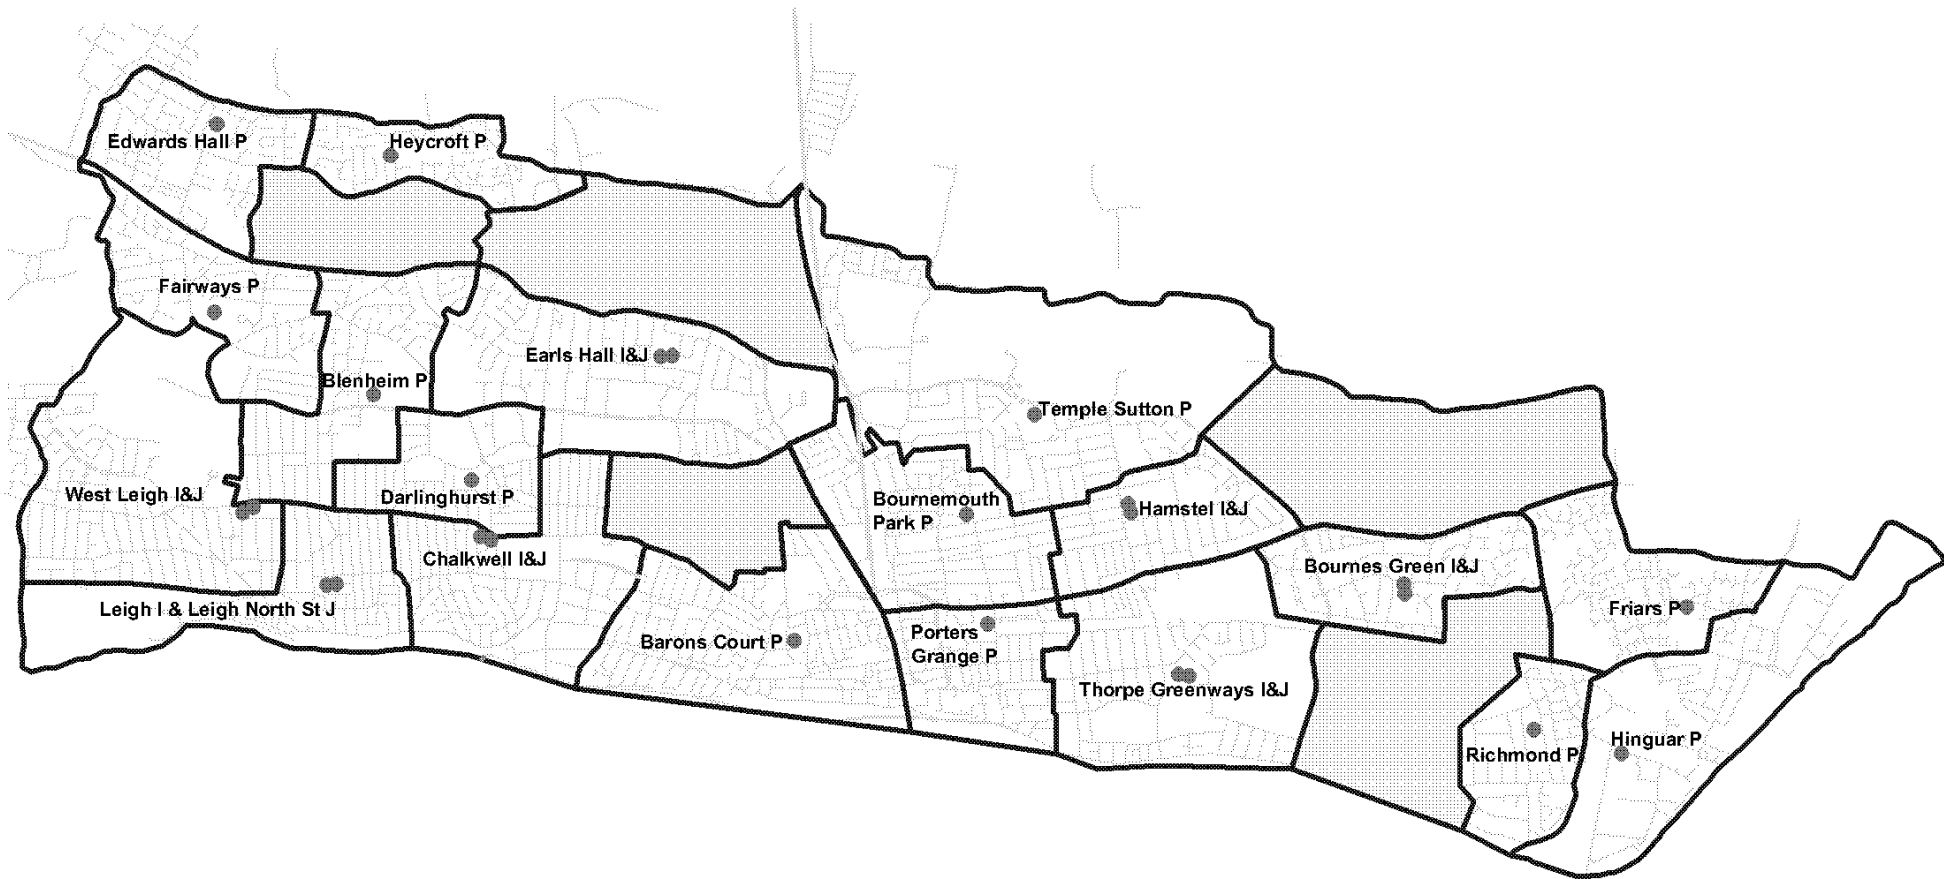 Edwards Hall P
Heycroft P
Fairways P
Earls Hall I&J
Blenheim P
Temple Sutton P
West Leigh I&J
Darlinghurst P
Bournemouth
Park P
Hamstel I&J
Chalkwell I&J
Bournes Green I&J
Leigh I & Leigh North St J
Friars P
Barons Court P
Porters
Grange P
Thorpe Greenways I&J
Richmond P
Hinguar P